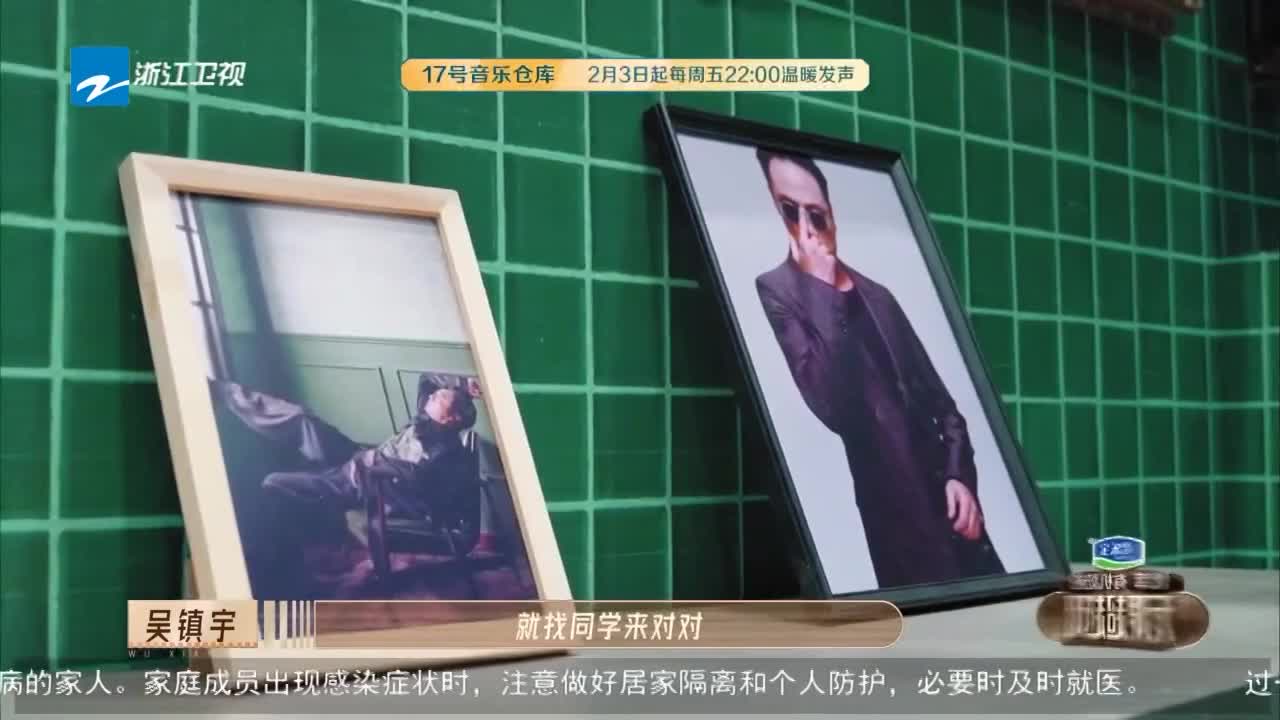 浙江卫视
17号音乐仓库 2月3日起每周五22:00温暖发声
吴镇宇
就找同学来对对
病的家人。家庭成员出现感染症状时，注意做好居家隔离和个人防护，必要时及时就医。 过